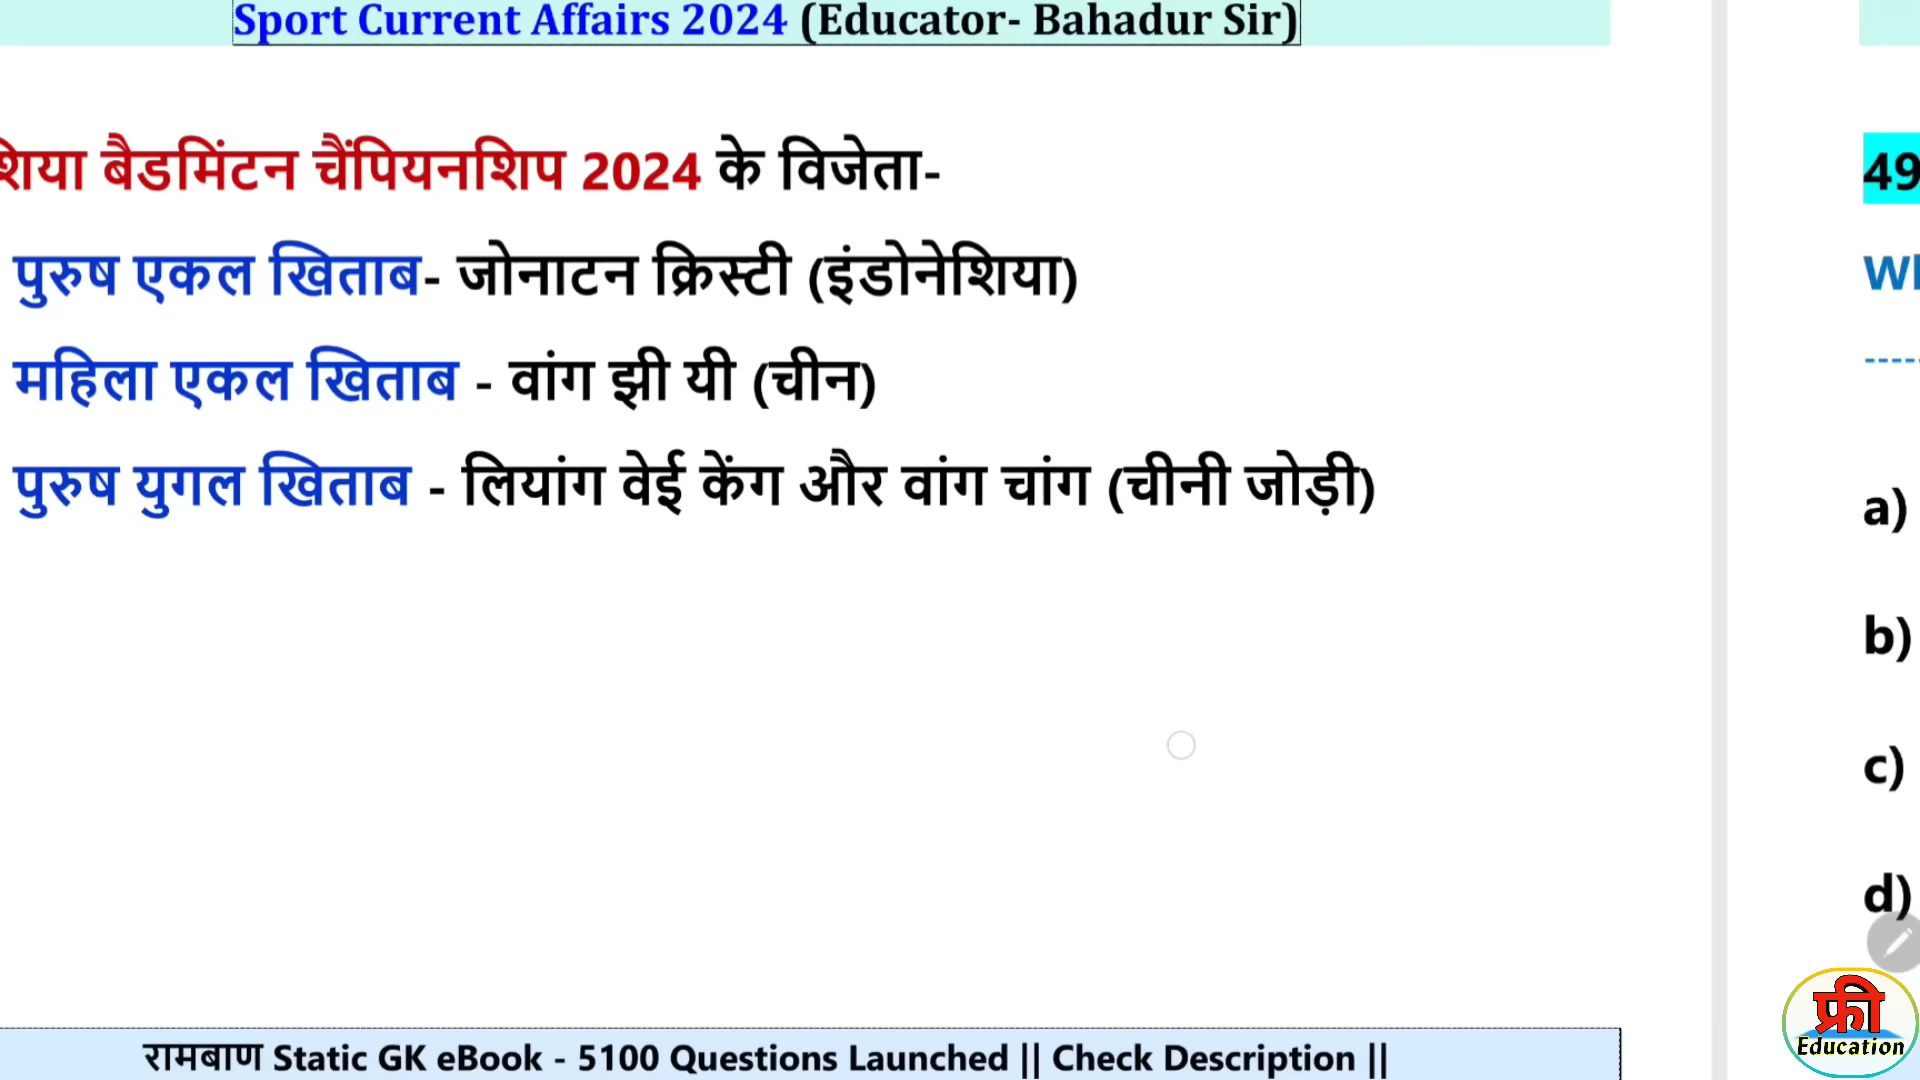 Sport Current Affairs 2024 (Educator- Bahadur Sir)
शिया बैडमिंटन चैंपियनशिप 2024 के विजेता-
पुरुष एकल खिताब- जोनाटन क्रिस्टी (इंडोनेशिया)
महिला एकल खिताब - वांग झी यी (चीन)
पुरुष युगल खिताब - लियांग वेई केंग और वांग चांग (चीनी जोड़ी)
रामबाण Static GK eBook - 5100 Questions Launched || Check Description ||
49
-----
a)
b)
c)
d)
फ्री
Education